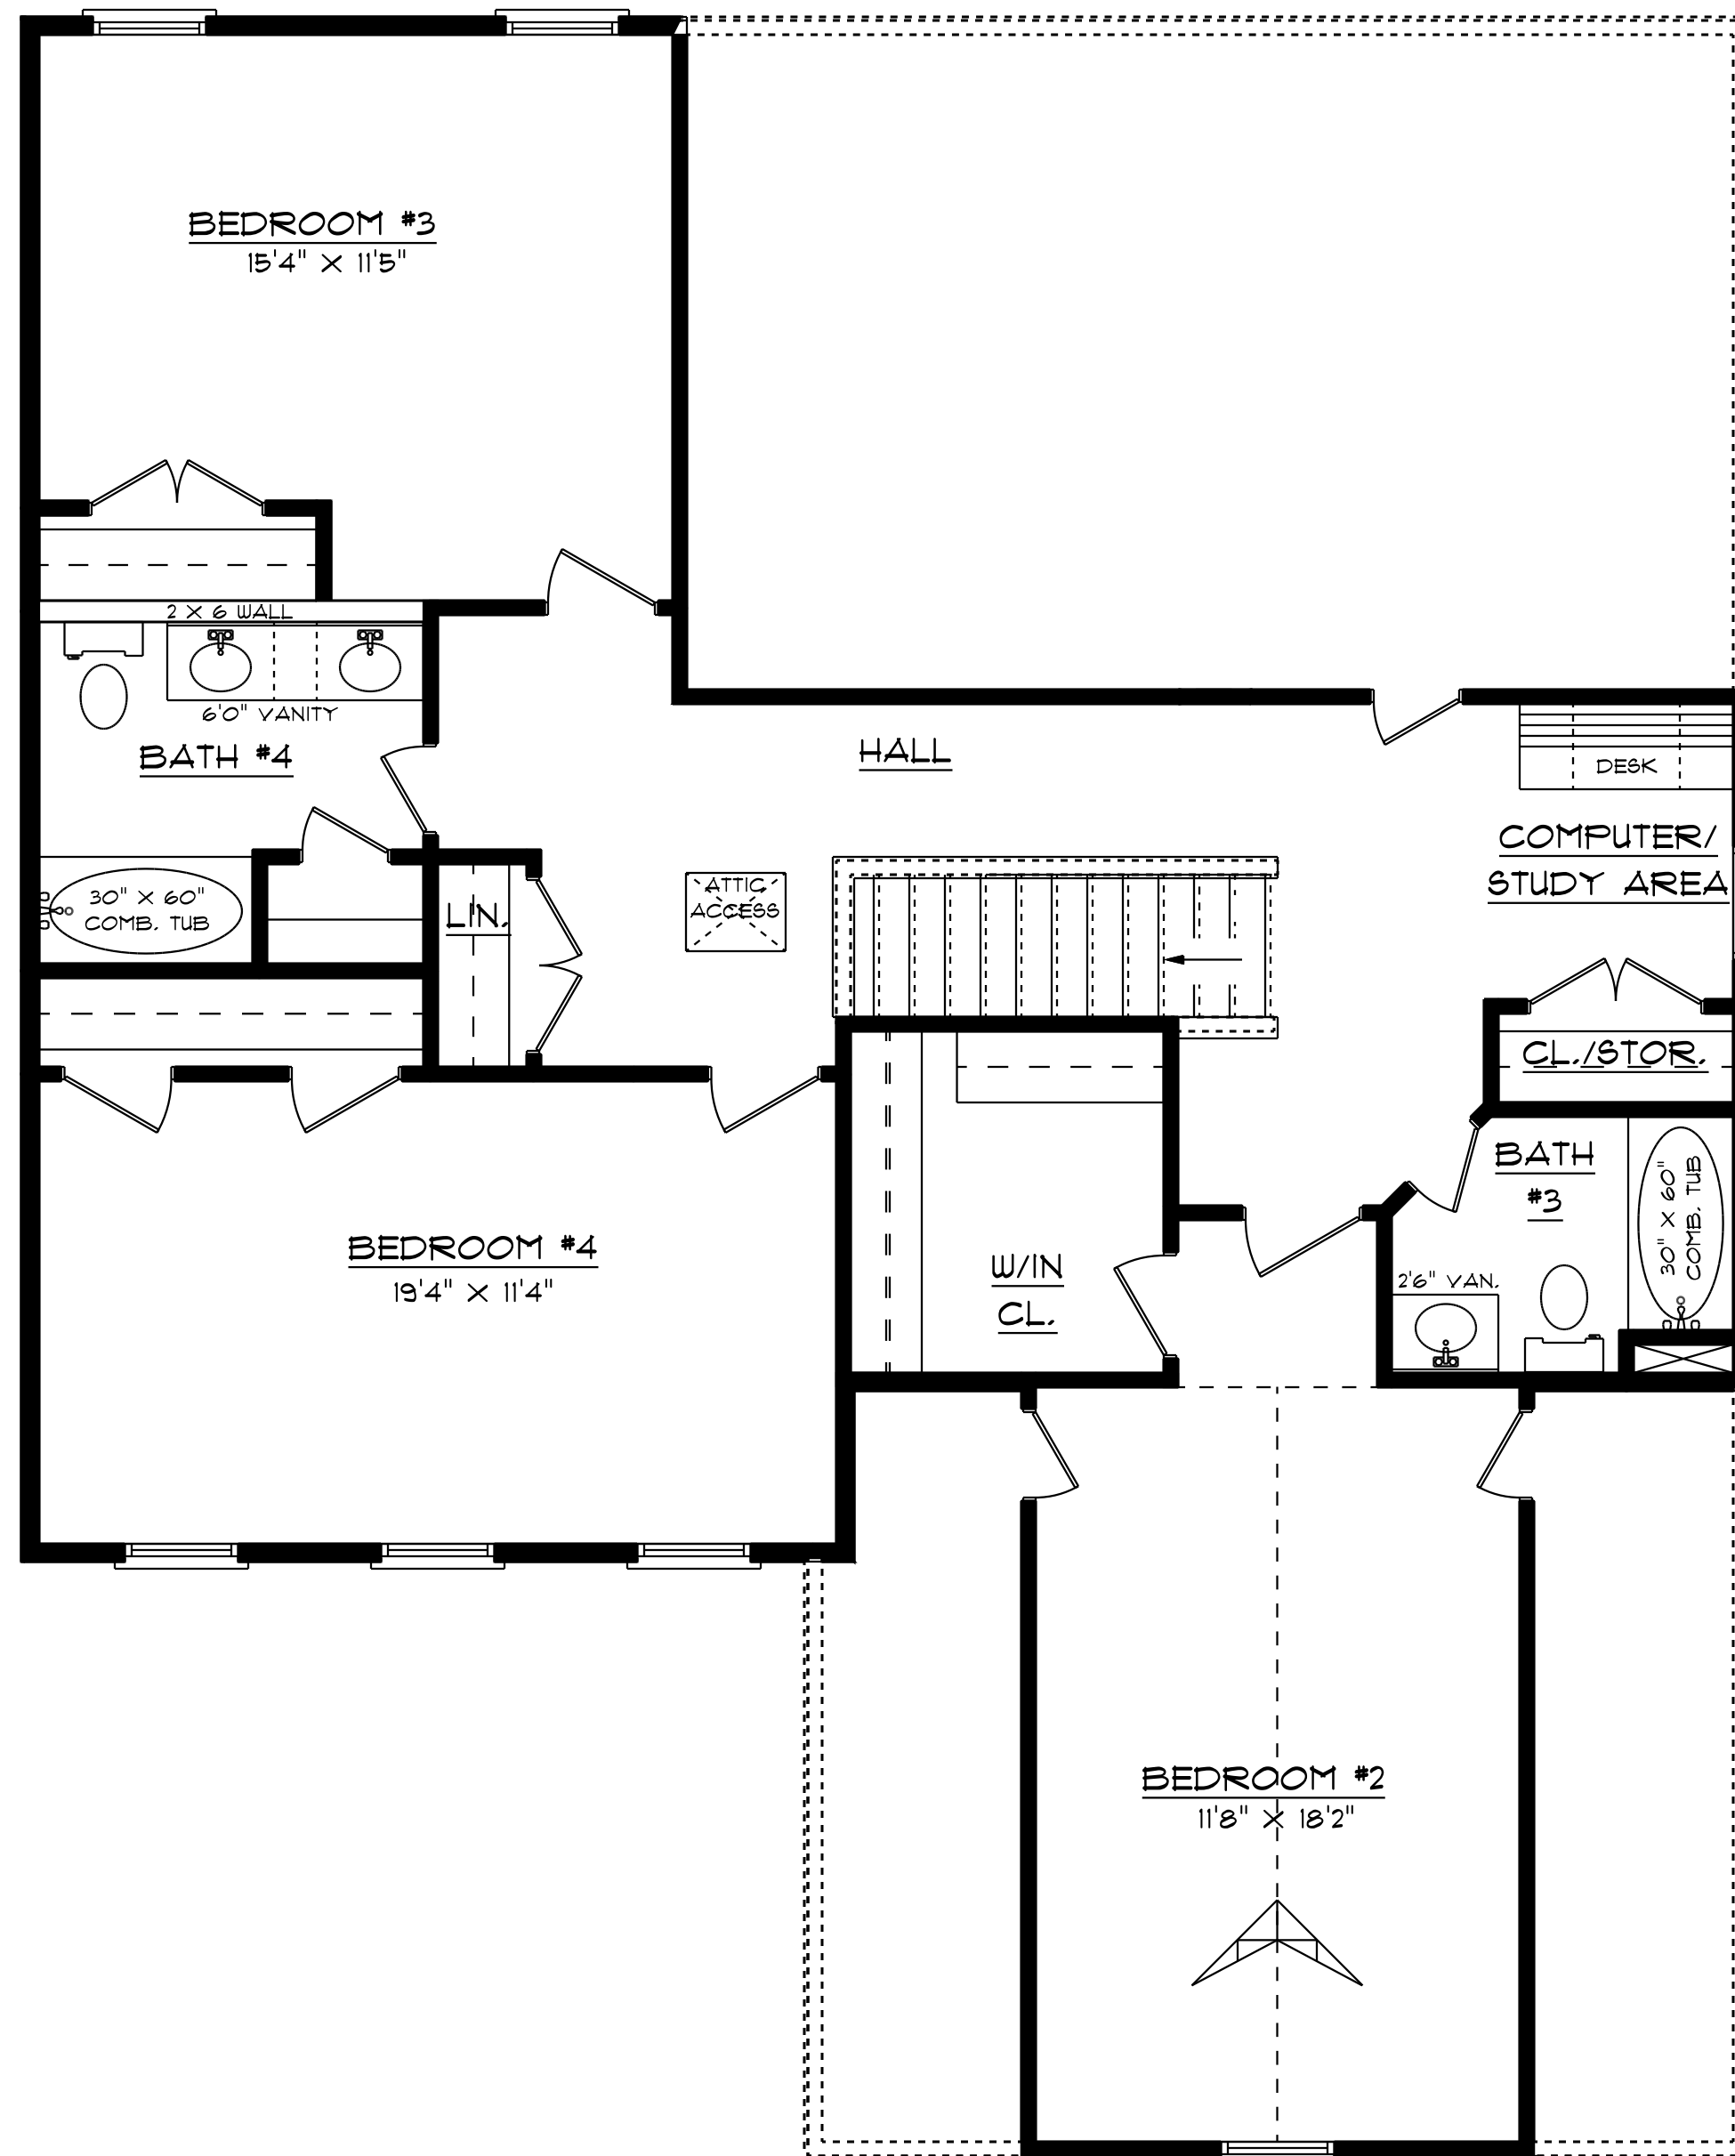 BEDROOM #3
15'4" X 11'5"
2 X 6 WALL
6'0" VANITY
BATH #4
HALL
DESK
COMPUTER/
STUDY AREA
30" X 60"
COMB. TUB
LIN.
ATTIC
ACCESS
CL./STOR.
BATH
#3
30" X 60"
COMB. TUB
BEDROOM #4
19'4" X 11'4"
W/IN
CL.
2'6" VAN.
BEDROOM #2
11'8" X 18'2"